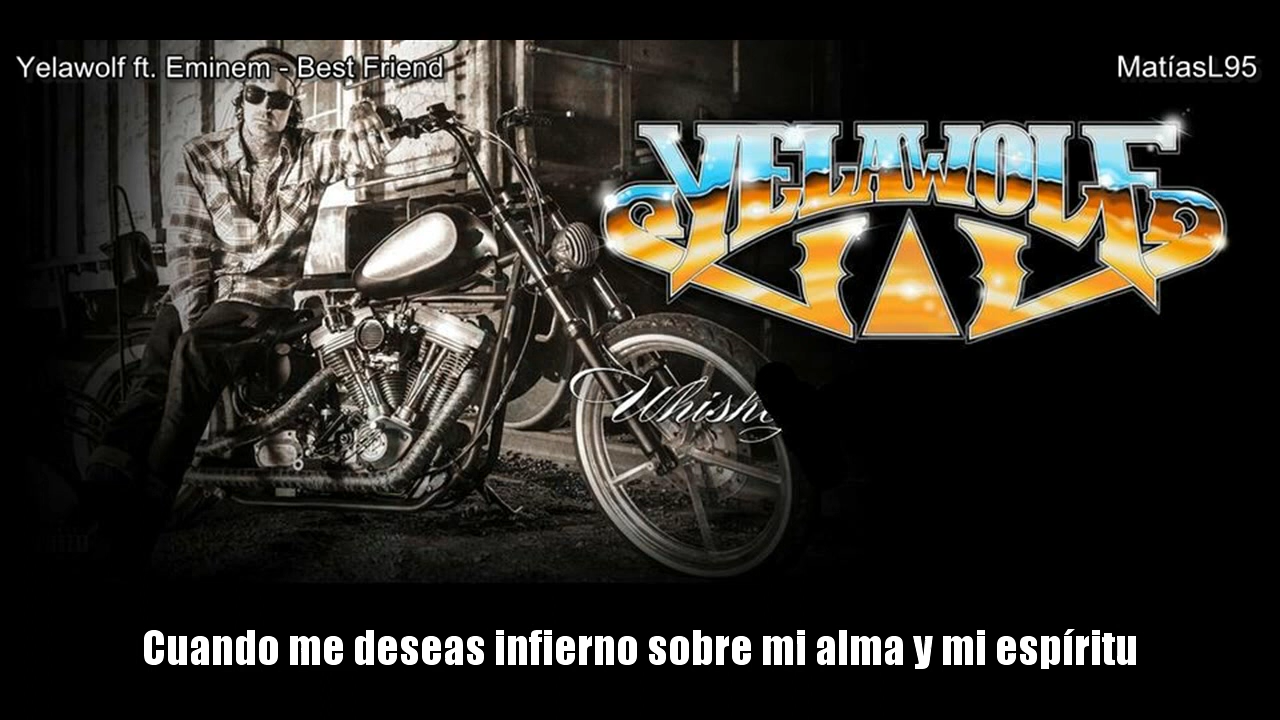 Yelawolf ft. Eminem - Best Friend
MatíasL95
YELAWOLF
Cuando me deseas infierno sobre mi alma y mi espíritu